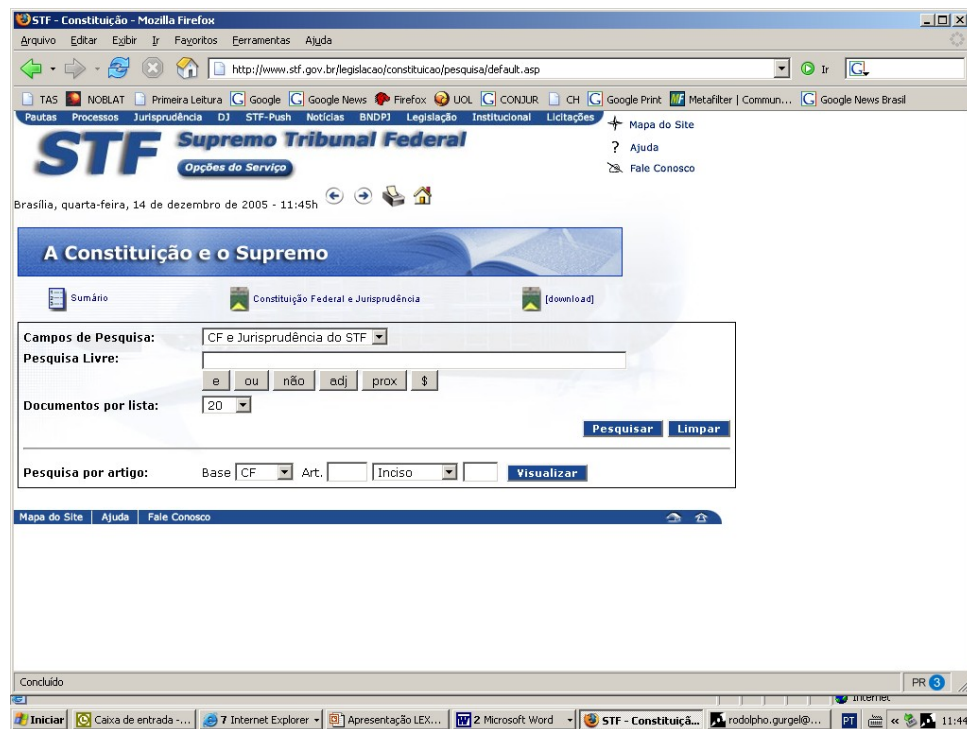 STF - Constituição - Mozilla Firefox
Arquivo Editar Exibir Ir Favoritos Ferramentas Ajuda
http://www.stf.gov.br/legislacao/constituicao/pesquisa/default.asp Ir
TAS NOBLAT Primeira Leitura Google Google News Firefox UOL CONJUR CH Google Print Metafilter | Commun... Google News Brasil
Pautas Processos Jurisprudência DJ STF-Push Notícias BNDPJ Legislação Institucional Licitações
Mapa do Site
STF Supremo Tribunal Federal
? Ajuda
Opções do Serviço
Fale Conosco
Brasília, quarta-feira, 14 de dezembro de 2005 - 11:45h
A Constituição e o Supremo
Sumário Constituição Federal e Jurisprudência [download]
Campos de Pesquisa: CF e Jurisprudência do STF
Pesquisa Livre:
e ou não adj prox $
Documentos por lista: 20
Pesquisar Limpar
Pesquisa por artigo: Base CF Art. Inciso Visualizar
Mapa do Site | Ajuda | Fale Conosco
Concluído PR 3
Internet
Iniciar Caixa de entrada -... 7 Internet Explorer Apresentação LEX... 2 Microsoft Word STF - Constituiçã... rodolpho.gurgel@... PT « 11:44